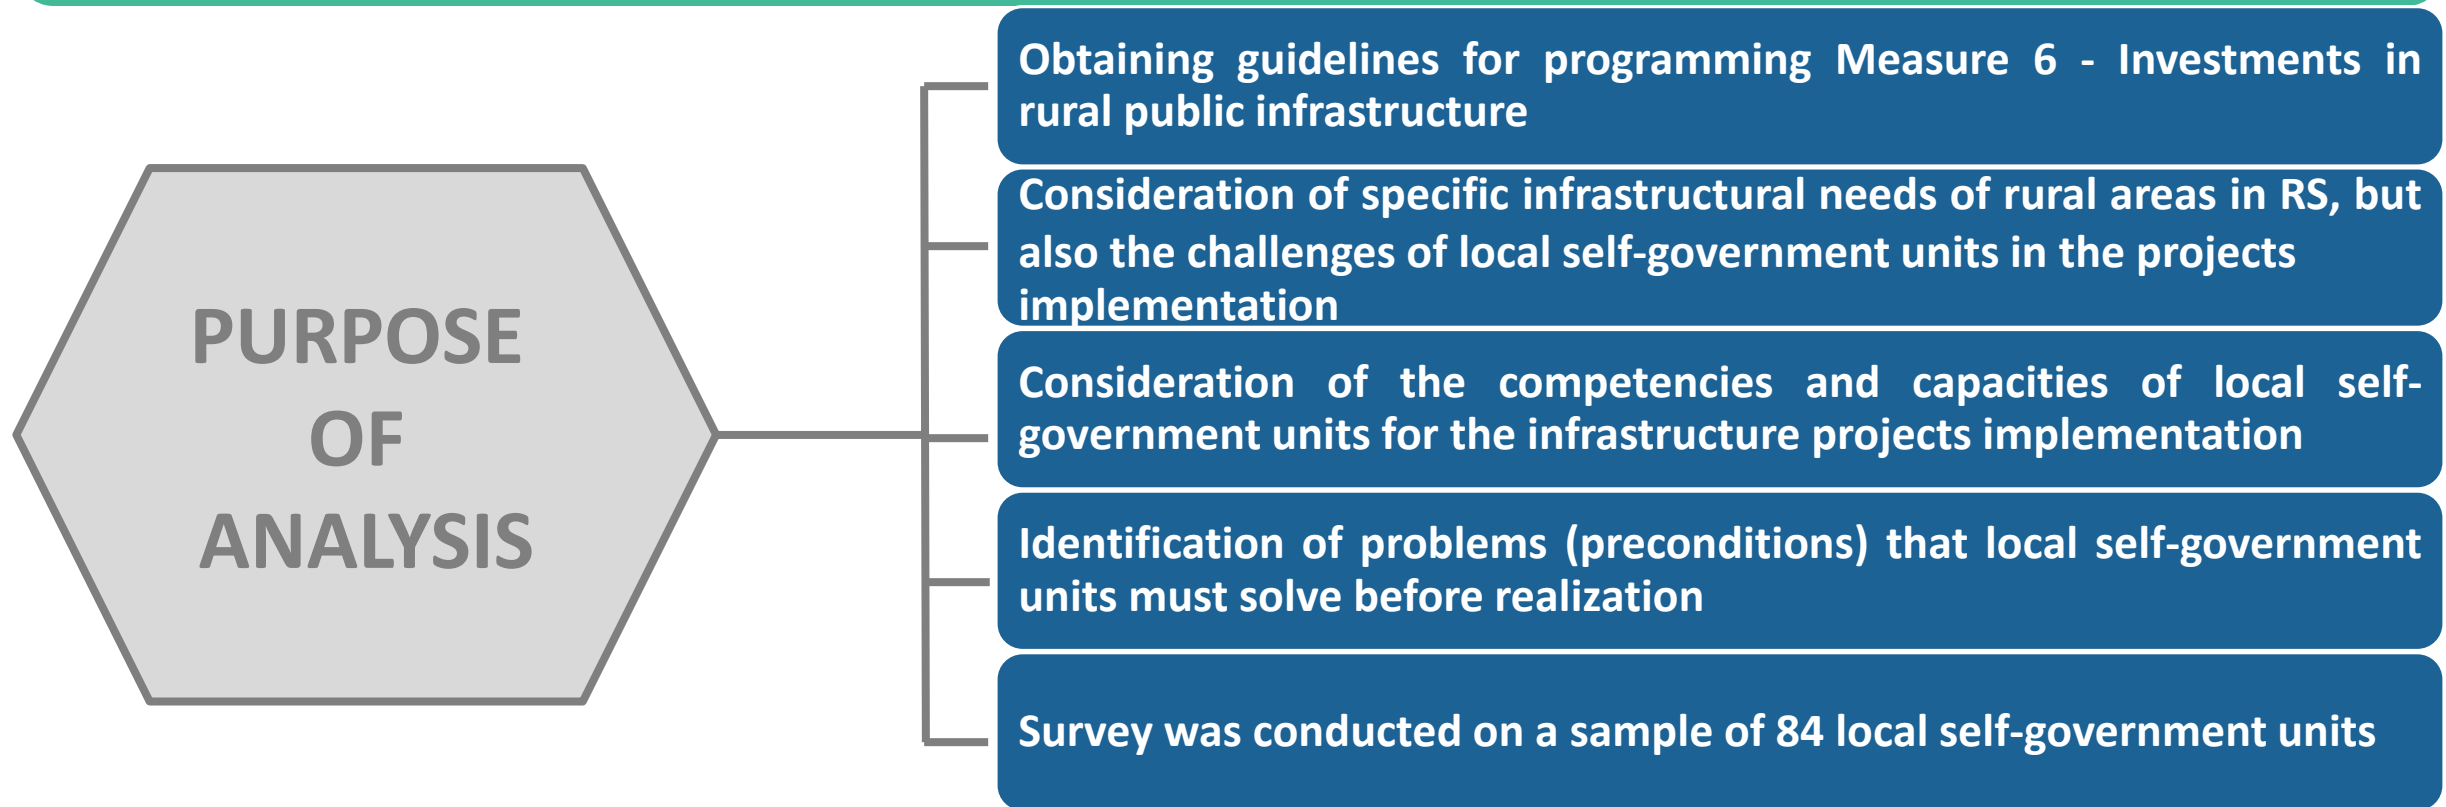 PURPOSE
OF
ANALYSIS
Obtaining guidelines for programming Measure 6 - Investments in
rural public infrastructure
Consideration of specific infrastructural needs of rural areas in RS, but
also the challenges of local self-government units in the projects
implementation
Consideration of the competencies and capacities of local self-
government units for the infrastructure projects implementation
Identification of problems (preconditions) that local self-government
units must solve before realization
Survey was conducted on a sample of 84 local self-government units